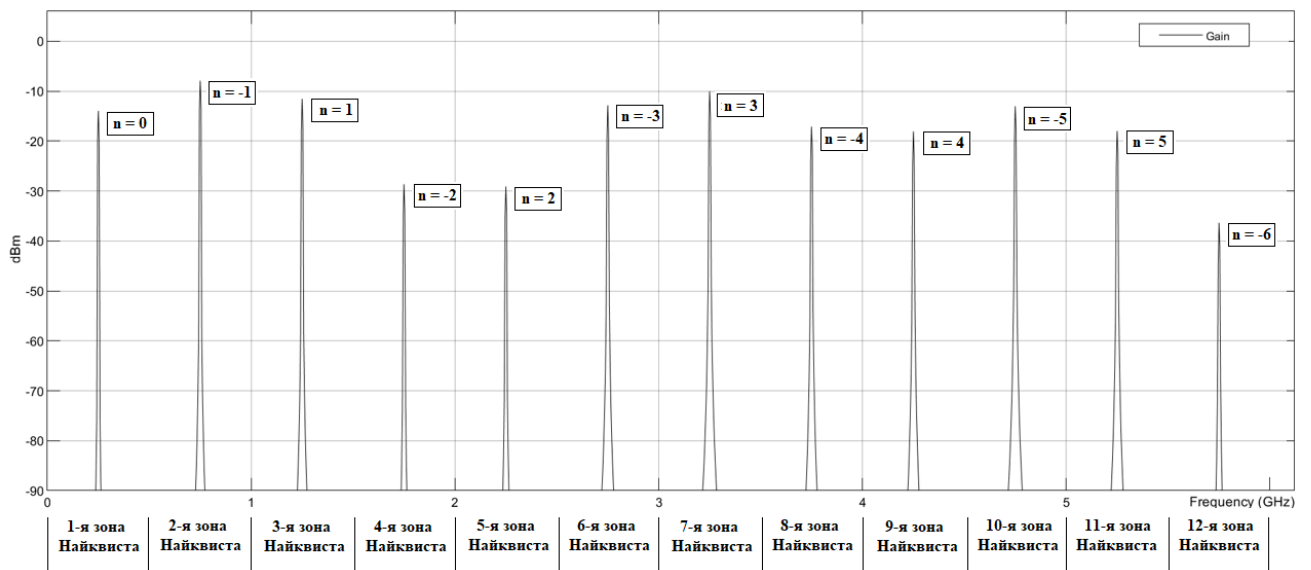 Gain
0
-10
-20
-30
-40
-50
-60
-70
-80
-90
dBm
n = 0
n = -1
n = 1
n = -2
n = 2
n = -3
n = 3
n = -4
n = 4
n = -5
n = 5
n = -6
0 1 2 3 4 5 Frequency (GHz)
1-я зона 2-я зона 3-я зона 4-я зона 5-я зона 6-я зона 7-я зона 8-я зона 9-я зона 10-я зона 11-я зона 12-я зона
Найквиста Найквиста Найквиста Найквиста Найквиста Найквиста Найквиста Найквиста Найквиста Найквиста Найквиста Найквиста